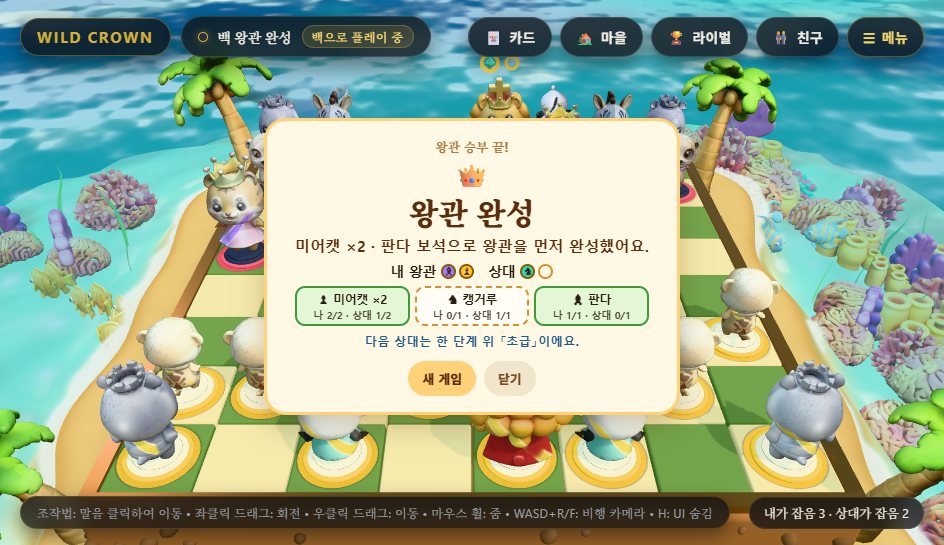 WILD CROWN
백 왕관 완성 백으로 플레이 중
카드
마을
라이벌
친구
☰ 메뉴
왕관 승부 끝!
왕관 완성
미어캣 ×2 · 판다 보석으로 왕관을 먼저 완성했어요.
내 왕관 상대
미어캣 ×2
나 2/2 · 상대 1/2
캥거루
나 0/1 · 상대 1/1
판다
나 1/1 · 상대 0/1
다음 상대는 한 단계 위 「초급」이에요.
새 게임
닫기
조작법: 말을 클릭하여 이동 • 좌클릭 드래그: 회전 • 우클릭 드래그: 이동 • 마우스 휠: 줌 • WASD+R/F: 비행 카메라 • H: UI 숨김
내가 잡음 3 · 상대가 잡음 2